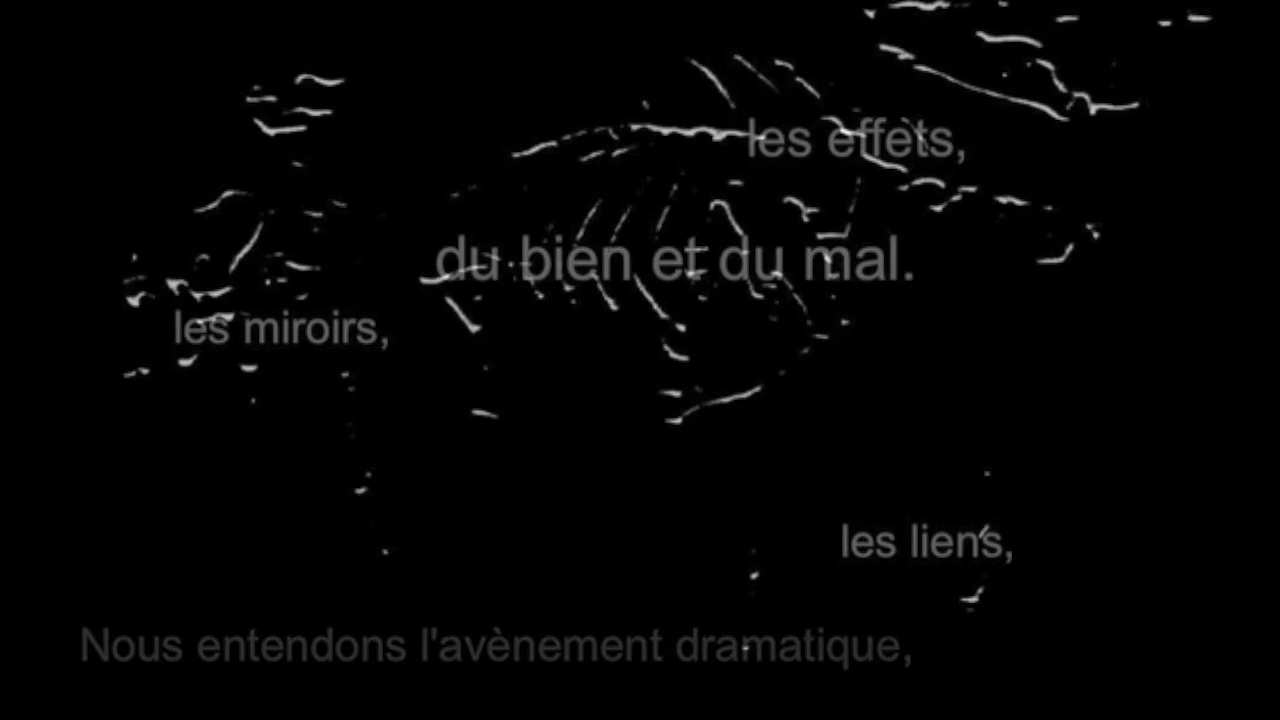 les effets,
du bien et du mal.
les miroirs,
les liens,
Nous entendons l'avènement dramatique,